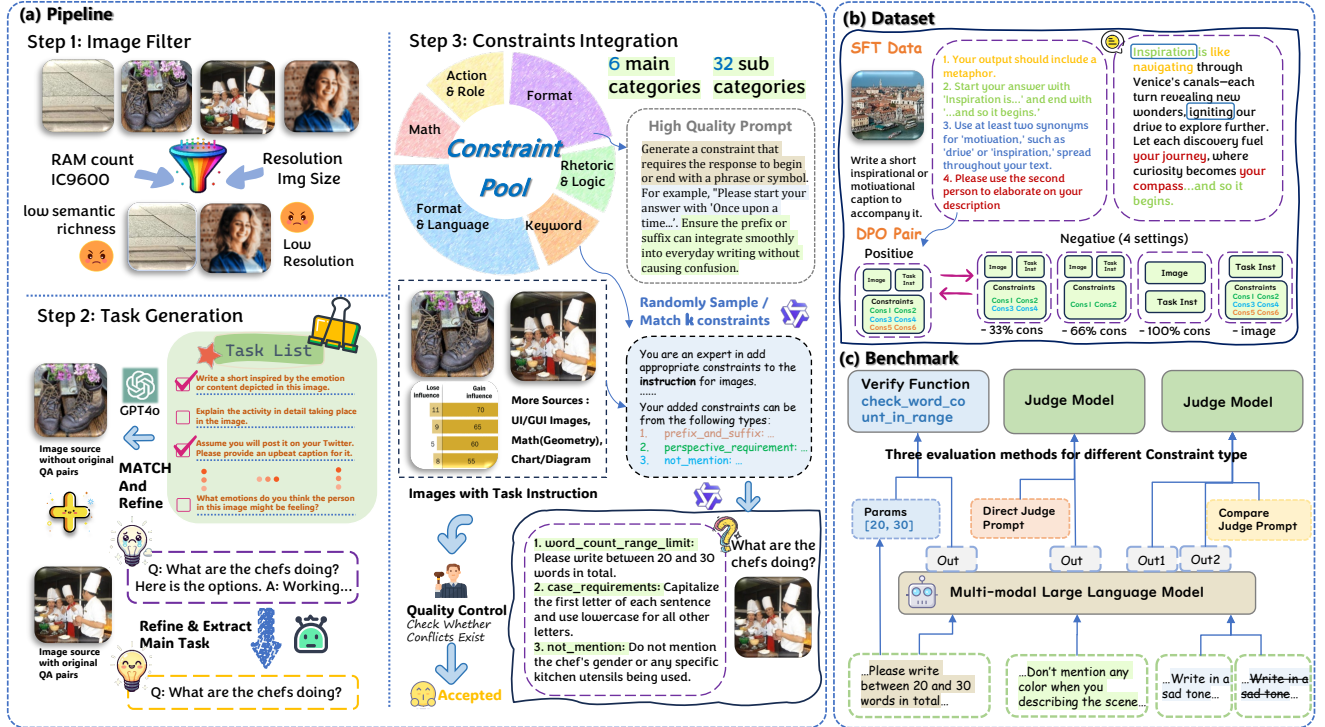 (a) Pipeline
Step 1: Image Filter
RAM count
IC9600
Resolution
Img Size
low semantic
richness
Low
Resolution
Step 2: Task Generation
Task List
GPT4o
Write a short inspired by the emotion
or content depicted in this image.
Explain the activity in detail taking place
in the image.
Assume you will post it on your Twitter.
Please provide an upbeat caption for it.
What emotions do you think the person
in this image might be feeling?
Image source
without original
QA pairs
MATCH
And
Refine
Q: What are the chefs doing?
Here is the options. A: Working...
Refine & Extract
Main Task
Image source
with original
QA pairs
Q: What are the chefs doing?
Step 3: Constraints Integration
6 main
categories
32 sub
categories
Action
& Role
Format
Math
Constraint
Pool
Rhetoric
& Logic
Format
& Language
Keyword
High Quality Prompt
Generate a constraint that
requires the response to begin
or end with a phrase or symbol.
For example, "Please start your
answer with 'Once upon a
time...'. Ensure the prefix or
suffix can integrate smoothly
into everyday writing without
causing confusion.
Randomly Sample /
Match k constraints
Lose
influence
Gain
influence
11
70
9
65
5
60
8
55
More Sources :
UI/GUI Images,
Math(Geometry),
Chart/Diagram
You are an expert in add
appropriate constraints to the
instruction for images.
......
Your added constraints can be
from the following types:
1. prefix_and_suffix: ...
2. perspective_requirement: ...
3. not_mention: ...
Images with Task Instruction
Quality Control
Check Whether
Conflicts Exist
Accepted
1. word_count_range_limit:
Please write between 20 and 30
words in total.
2. case_requirements: Capitalize
the first letter of each sentence
and use lowercase for all other
letters.
3. not_mention: Do not mention
the chef's gender or any specific
kitchen utensils being used.
What are the
chefs doing?
(b) Dataset
SFT Data
Write a short
inspirational or
motivational
caption to
accompany it.
1. Your output should include a
metaphor.
2. Start your answer with
'Inspiration is...' and end with
'...and so it begins.'
3. Use at least two synonyms
for 'motivation,' such as
'drive' or 'inspiration,' spread
throughout your text.
4. Please use the second
person to elaborate on your
description
Inspiration is like
navigating through
Venice's canals—each
turn revealing new
wonders, igniting our
drive to explore further.
Let each discovery fuel
your journey, where
curiosity becomes your
compass...and so it
begins.
DPO Pair
Positive
Negative (4 settings)
Image
Task
Inst
Constraints
Cons1 Cons2
Cons3 Cons4
Cons5 Cons6
Image
Task
Inst
Constraints
Cons1 Cons2
Cons3 Cons4
- 33% cons
Image
Task
Inst
Constraints
Cons1 Cons2
- 66% cons
Image
Task Inst
- 100% cons
Task Inst
Constraints
Cons1 Cons2
Cons3 Cons4
Cons5 Cons6
- image
(c) Benchmark
Verify Function
check_word_co
unt_in_range
Judge Model
Judge Model
Three evaluation methods for different Constraint type
Params
[20, 30]
Direct Judge
Prompt
Compare
Judge Prompt
Out
Out
Out1
Out2
Multi-modal Large Language Model
...Please write
between 20 and 30
words in total...
...Don't mention any
color when you
describing the scene...
...Write in a
sad tone...
...Write in a
sad tone...